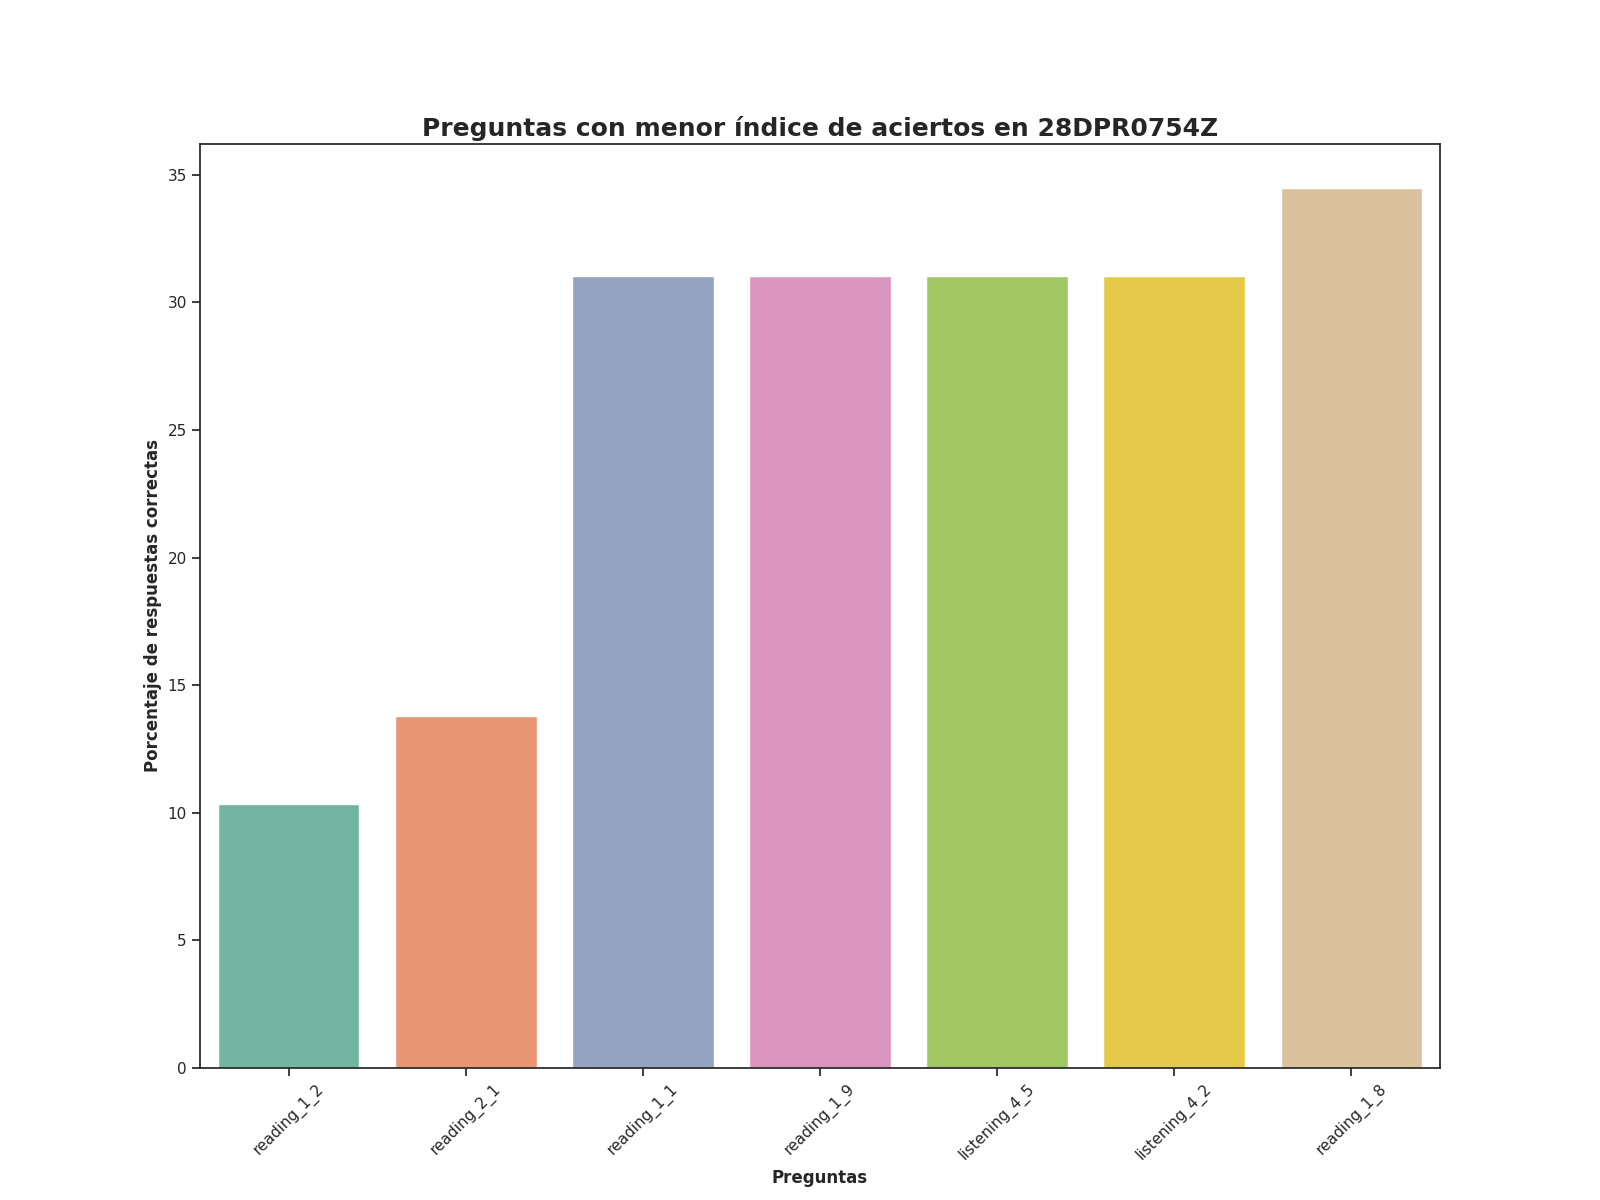 Preguntas con menor índice de aciertos en 28DPR0754Z
Porcentaje de respuestas correctas
35
30
25
20
15
10
5
0
reading_1_2
reading_2_1
reading_1_1
reading_1_9
listening_4_5
listening_4_2
reading_1_8
Preguntas